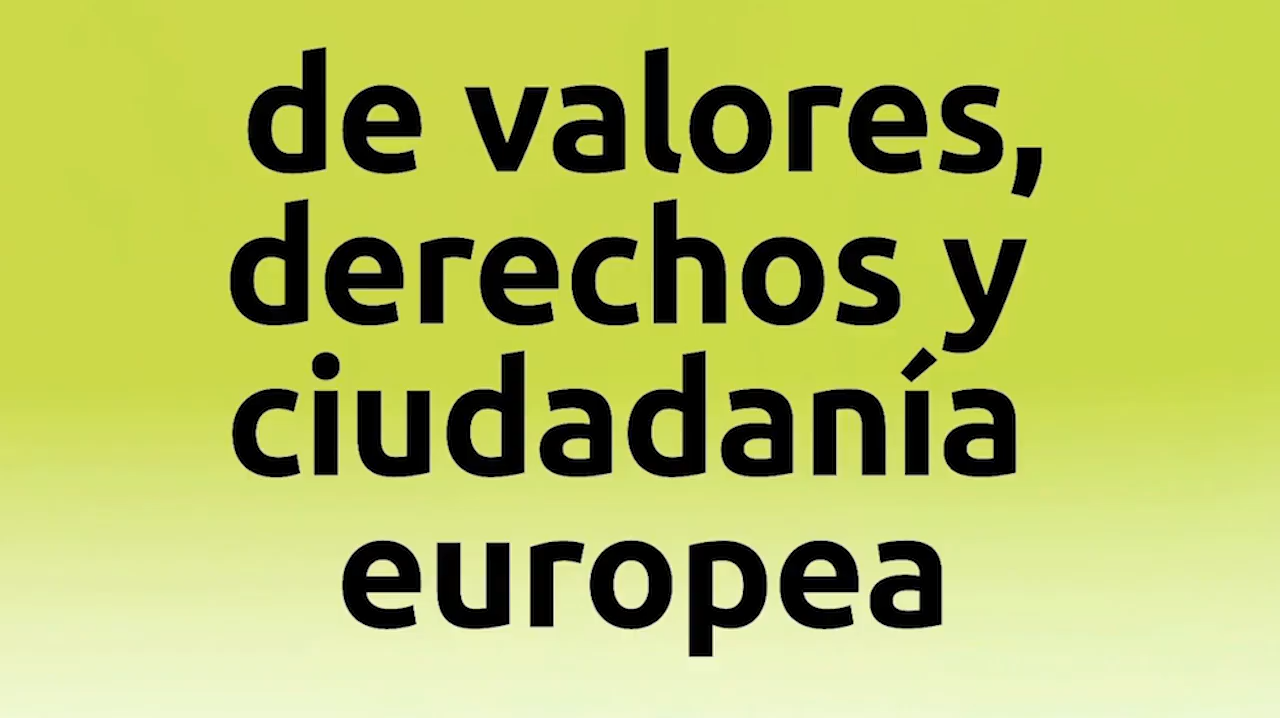 de valores,
derechos y
ciudadanía
europea